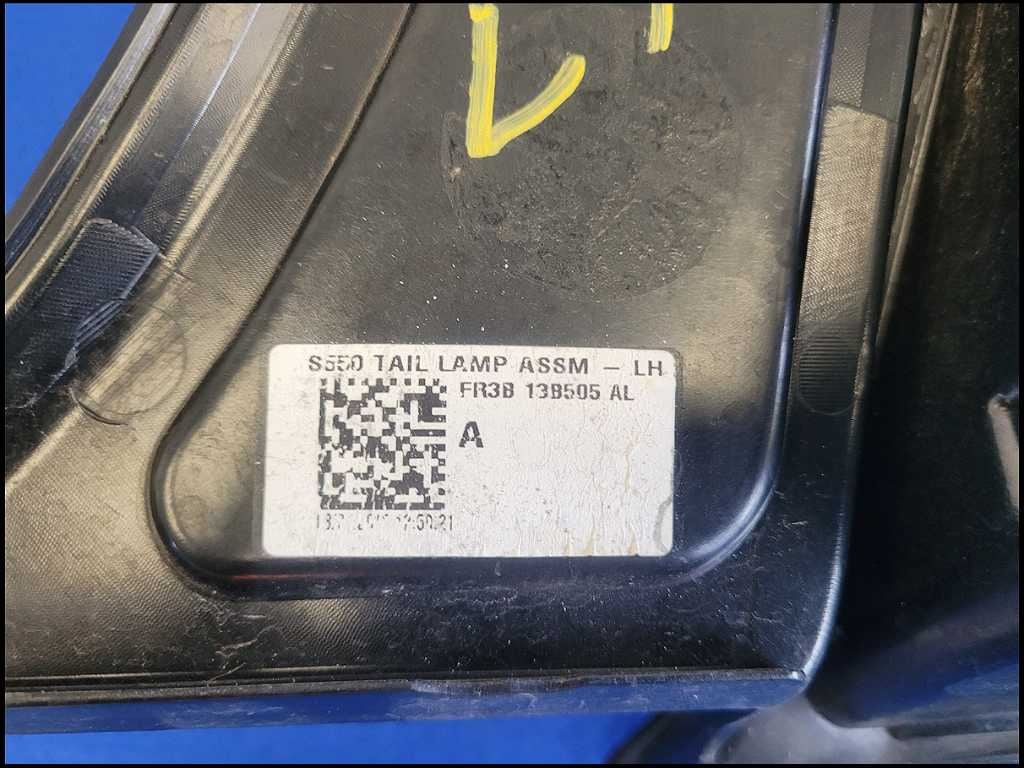 S550 TAIL LAMP ASSM - LH
FR3B 13B505 AL
A